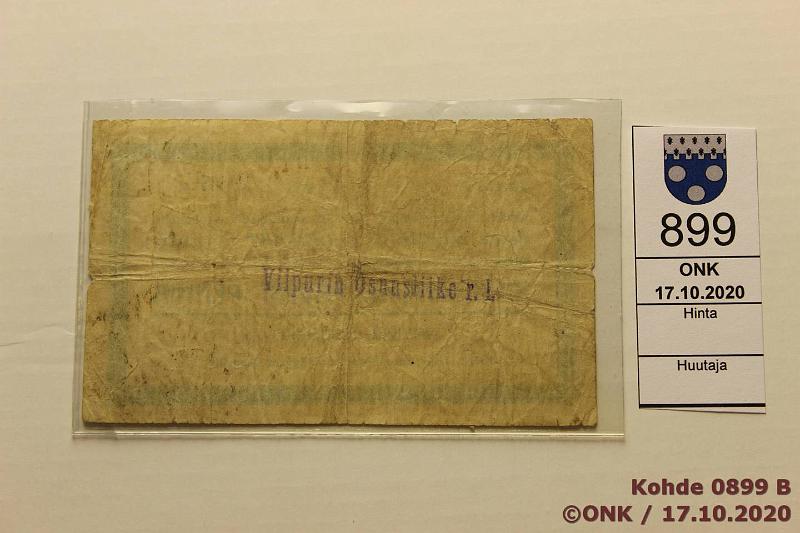 Viipurin Osuusliike r. l.
899
ONK
17.10.2020
Hinta
Huutaja
Kohde 0899 B
©ONK / 17.10.2020